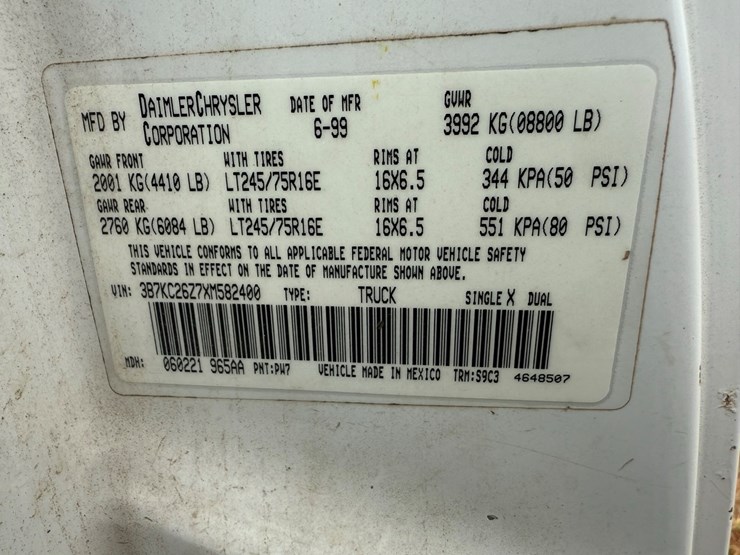 MFD BY DAIMLERCHRYSLER CORPORATION DATE OF MFR 6-99 GVWR 3992 KG(08800 LB)
GAWR FRONT WITH TIRES RIMS AT COLD
2001 KG(4410 LB) LT245/75R16E 16X6.5 344 KPA(50 PSI)
GAWR REAR WITH TIRES RIMS AT COLD
2760 KG(6084 LB) LT245/75R16E 16X6.5 551 KPA(80 PSI)
THIS VEHICLE CONFORMS TO ALL APPLICABLE FEDERAL MOTOR VEHICLE SAFETY
STANDARDS IN EFFECT ON THE DATE OF MANUFACTURE SHOWN ABOVE.
VIN: 3B7KC26Z7XM582400 TYPE: TRUCK SINGLE X DUAL
MDH: 060221 965AA PNT:PW7 VEHICLE MADE IN MEXICO TRM:S9C3 4648507